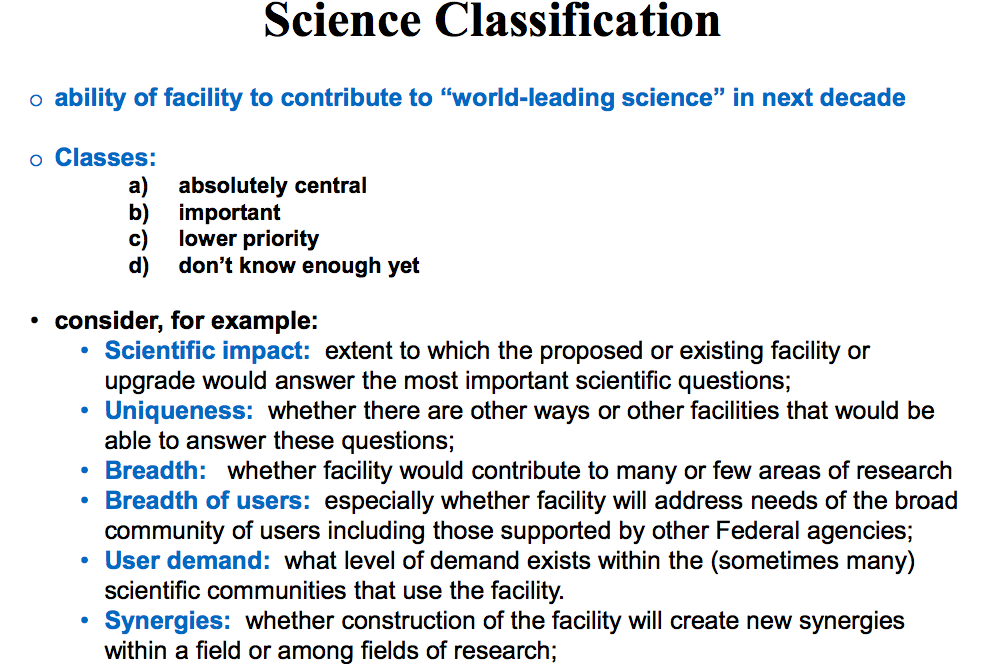 Science Classification
o ability of facility to contribute to “world-leading science” in next decade
o Classes:
a) absolutely central
b) important
c) lower priority
d) don’t know enough yet
• consider, for example:
• Scientific impact: extent to which the proposed or existing facility or
upgrade would answer the most important scientific questions;
• Uniqueness: whether there are other ways or other facilities that would be
able to answer these questions;
• Breadth: whether facility would contribute to many or few areas of research
• Breadth of users: especially whether facility will address needs of the broad
community of users including those supported by other Federal agencies;
• User demand: what level of demand exists within the (sometimes many)
scientific communities that use the facility.
• Synergies: whether construction of the facility will create new synergies
within a field or among fields of research;